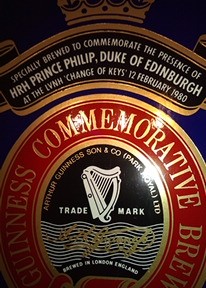 SPECIALLY BREWED TO COMMEMORATE THE PRESENCE OF
HRH PRINCE PHILIP, DUKE OF EDINBURGH
AT THE LVNH 'CHANGE OF KEYS' 12 FEBRUARY 1980
GUINNESS COMMEMORATIVE BREW
ARTHUR GUINNESS SON & CO (PARK ROYAL) LTD
TRADE MARK
BREWED IN LONDON ENGLAND